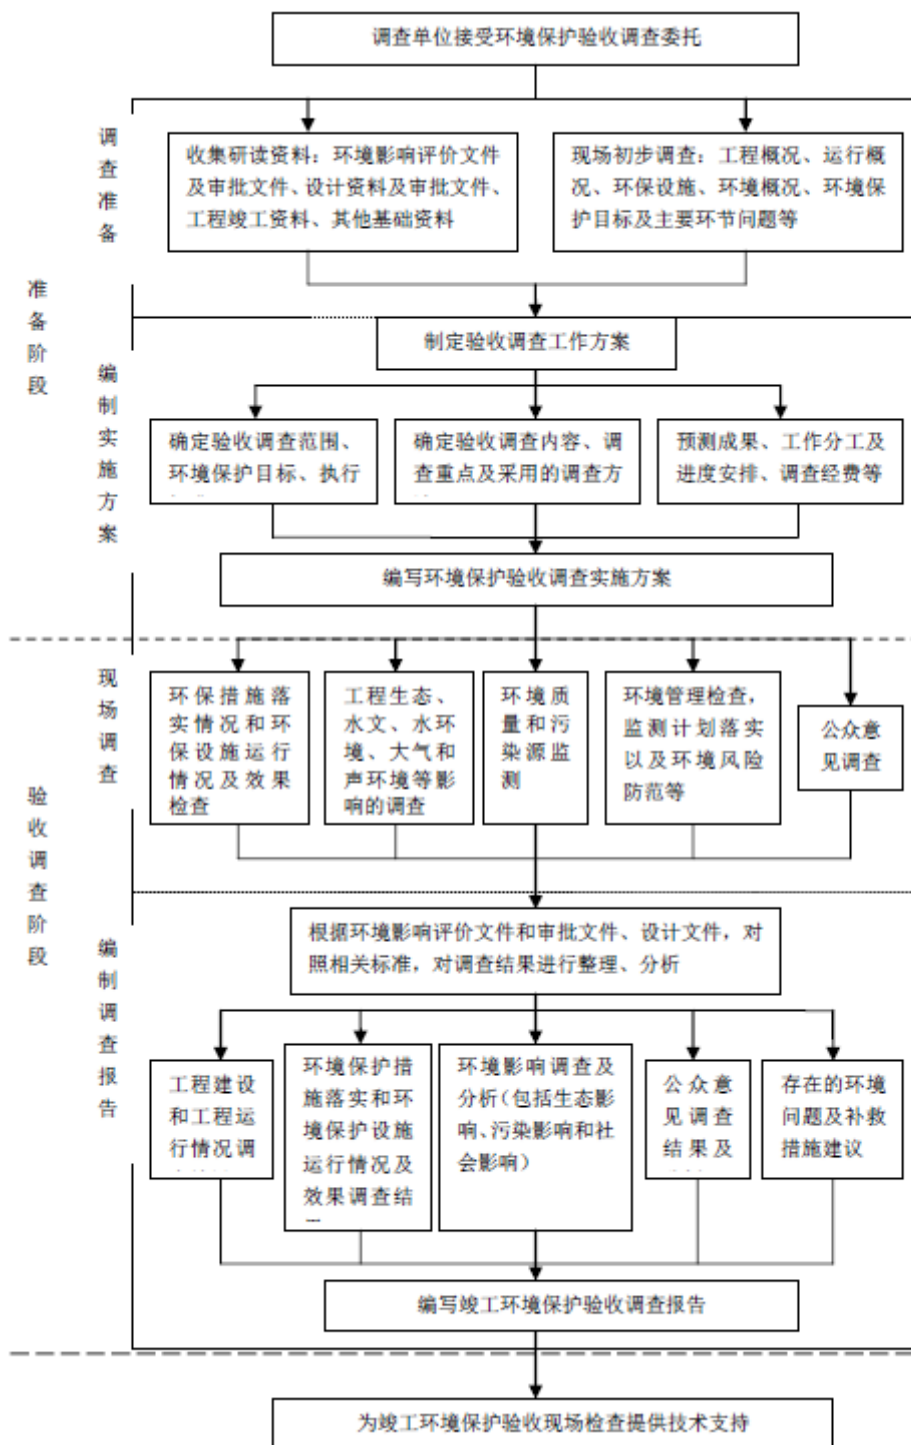 调查单位接受环境保护验收调查委托
调查准备
收集研读资料：环境影响评价文件
及审批文件、设计资料及审批文件、
工程竣工资料、其他基础资料
现场初步调查：工程概况、运行概
况、环保设施、环境概况、环境保
护目标及主要环节问题等
准备阶段
制定验收调查工作方案
编制实施方案
确定验收调查范围、
环境保护目标、执行
确定验收调查内容、调
查重点及采用的调查方
预测成果、工作分工及
进度安排、调查经费等
编写环境保护验收调查实施方案
现场调查
环保措施落
实情况和环
保设施运行
情况及效果
检查
工程生态、
水文、水环
境、大气和
声环境等影
响的调查
环境质
量和污
染源监
测
环境管理检查，
监测计划落实
以及环境风险
防范等
公众意
见调查
验收调查阶段
根据环境影响评价文件和审批文件、设计文件，对
照相关标准，对调查结果进行整理、分析
编制调查报告
工程建设
和工程运
行情况调
环境保护措
施落实和环
境保护设施
运行情况及
效果调查结
环境影响调查及
分析（包括生态影
响、污染影响和社
会影响）
公众意
见调查
结果及
存在的环境
问题及补救
措施建议
编写竣工环境保护验收调查报告
为竣工环境保护验收现场检查提供技术支持